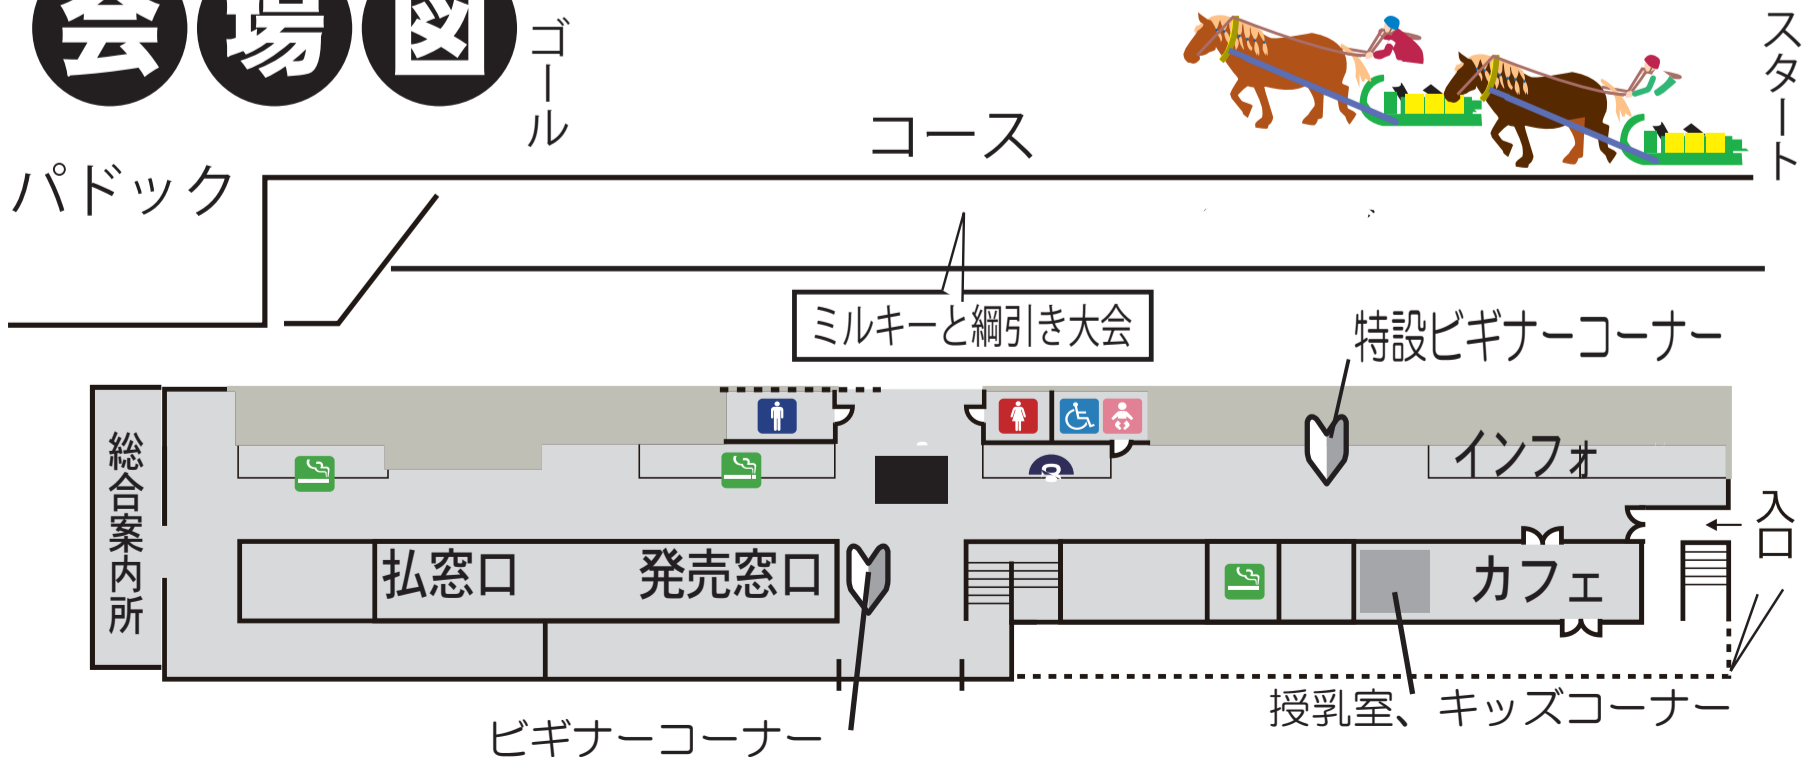 会場図
ゴール
スタート
コース
パドック
ミルキーと綱引き大会
特設ビギナーコーナー
総合案内所
インフォ
入口
払窓口
発売窓口
カフェ
授乳室、キッズコーナー
ビギナーコーナー